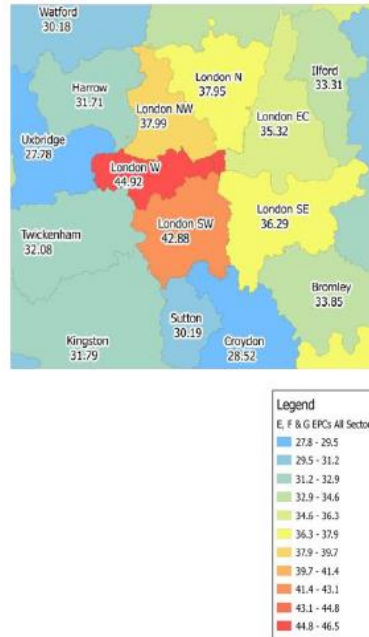 Watford
30.18
London N
37.95
Ilford
33.31
Harrow
31.71
London NW
37.99
London EC
35.32
Uxbridge
27.78
London W
44.92
London SW
42.88
London SE
36.29
Twickenham
32.08
Bromley
33.85
Kingston
31.79
Sutton
30.19
Croydon
28.52
Legend
E, F & G EPCs All Sector
27.8 - 29.5
29.5 - 31.2
31.2 - 32.9
32.9 - 34.6
34.6 - 36.3
36.3 - 37.9
37.9 - 39.7
39.7 - 41.4
41.4 - 43.1
43.1 - 44.8
44.8 - 46.5